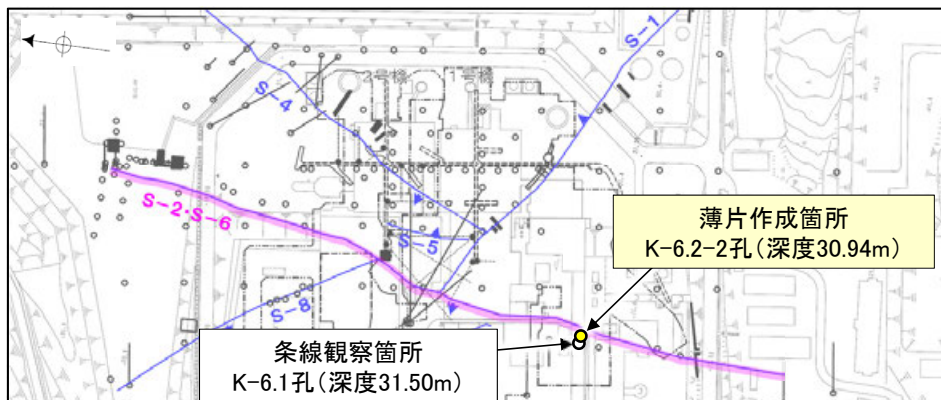 S-1
S-4
2号機
1号機
S-2・S-6
S-5
薄片作成箇所
K-6.2-2孔(深度30.94m)
S-8
条線観察箇所
K-6.1孔(深度31.50m)